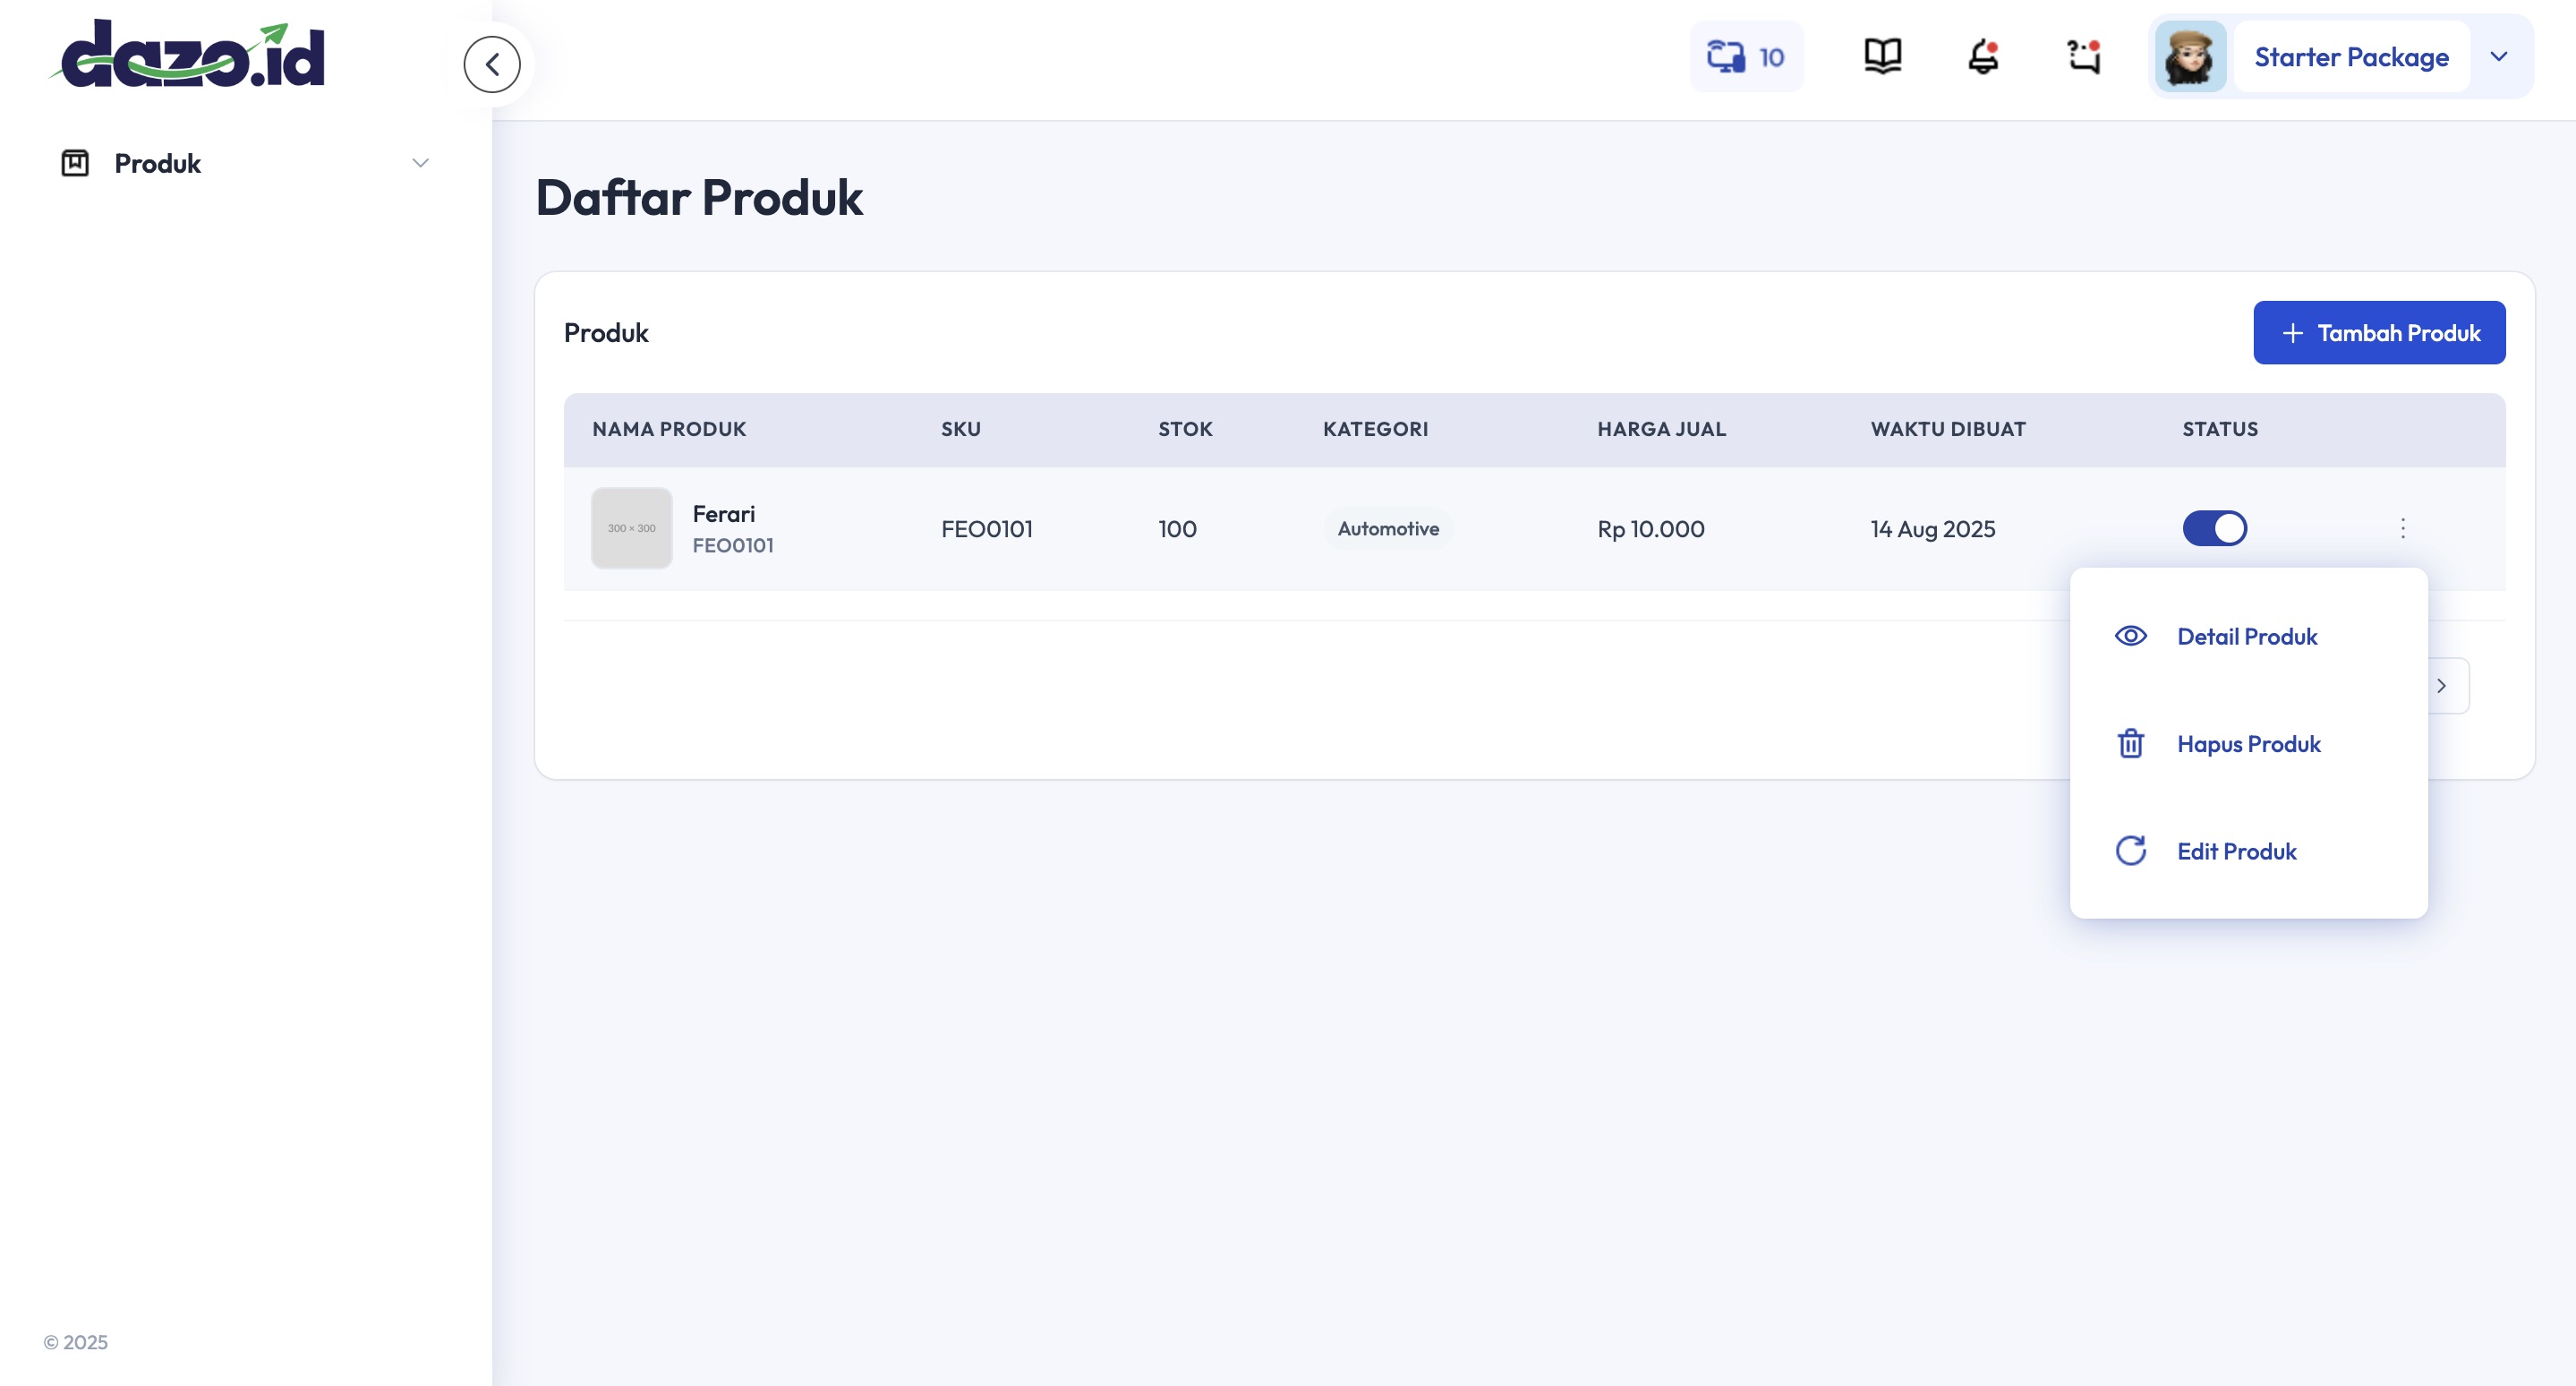 dazo.id
10
Starter Package
Produk
Daftar Produk
Produk
Tambah Produk
NAMA PRODUK SKU STOK KATEGORI HARGA JUAL WAKTU DIBUAT STATUS
300 × 300
Ferari
FEO0101
FEO0101 100 Automotive Rp 10.000 14 Aug 2025
Detail Produk
Hapus Produk
Edit Produk
© 2025